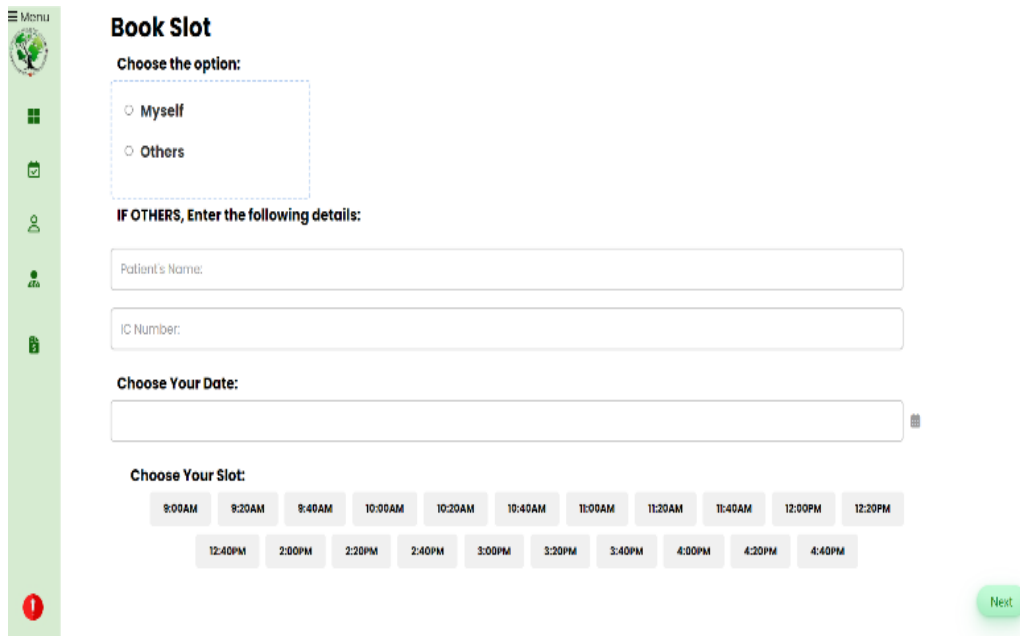 Menu
Book Slot
Choose the option:
Myself
Others
IF OTHERS, Enter the following details:
Patient's Name:
IC Number:
Choose Your Date:
Choose Your Slot:
9:00AM 9:20AM 9:40AM 10:00AM 10:20AM 10:40AM 11:00AM 11:20AM 11:40AM 12:00PM 12:20PM
12:40PM 2:00PM 2:20PM 2:40PM 3:00PM 3:20PM 3:40PM 4:00PM 4:20PM 4:40PM
Next